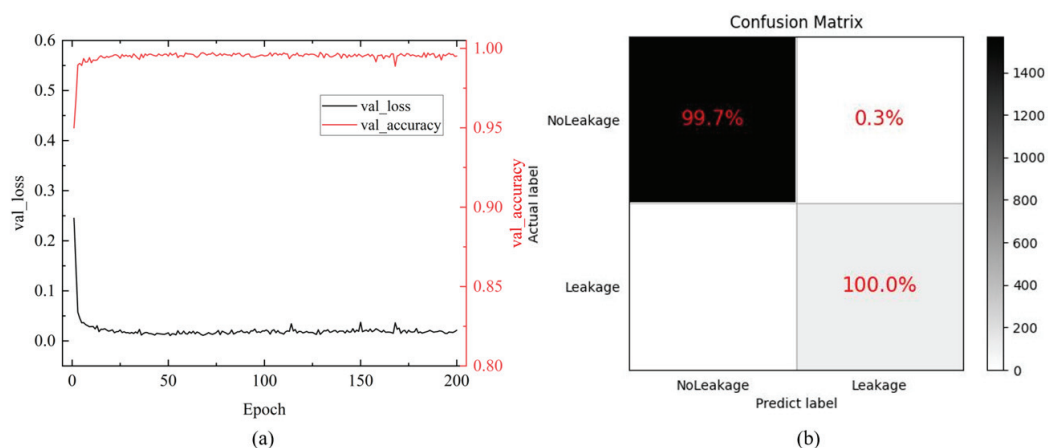 0.6
0.5
0.4
0.3
0.2
0.1
0.0
val_loss
1.00
0.95
0.90
0.85
0.80
val_accuracy
val_loss
val_accuracy
0
50
100
150
200
Epoch
(a)
Confusion Matrix
Actual label
NoLeakage
99.7%
0.3%
Leakage
100.0%
NoLeakage
Leakage
Predict label
1400
1200
1000
800
600
400
200
0
(b)